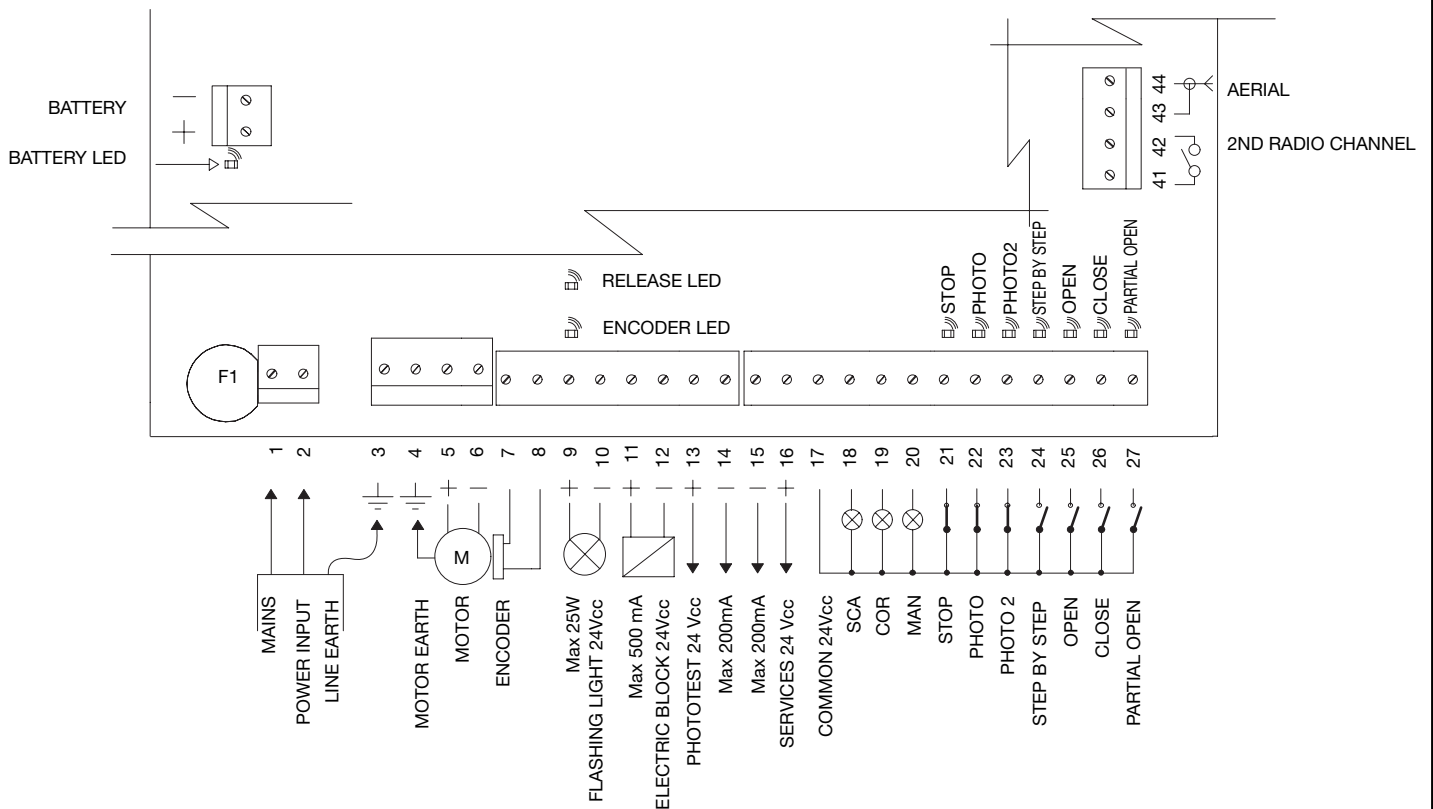 BATTERY
− +
BATTERY LED
44
43
42
41
AERIAL
2ND RADIO CHANNEL
RELEASE LED
ENCODER LED
STOP
PHOTO
PHOTO2
STEP BY STEP
OPEN
CLOSE
PARTIAL OPEN
F1
1 2 3 4 5 6 7 8 9 10 11 12 13 14 15 16 17 18 19 20 21 22 23 24 25 26 27
+ − + − + − + − − +
M
MAINS
POWER INPUT
LINE EARTH
MOTOR EARTH
MOTOR
ENCODER
Max 25W
FLASHING LIGHT 24Vcc
Max 500 mA
ELECTRIC BLOCK 24Vcc
PHOTOTEST 24 Vcc
Max 200mA
Max 200mA
SERVICES 24 Vcc
COMMON 24Vcc
SCA
COR
MAN
STOP
PHOTO
PHOTO 2
STEP BY STEP
OPEN
CLOSE
PARTIAL OPEN